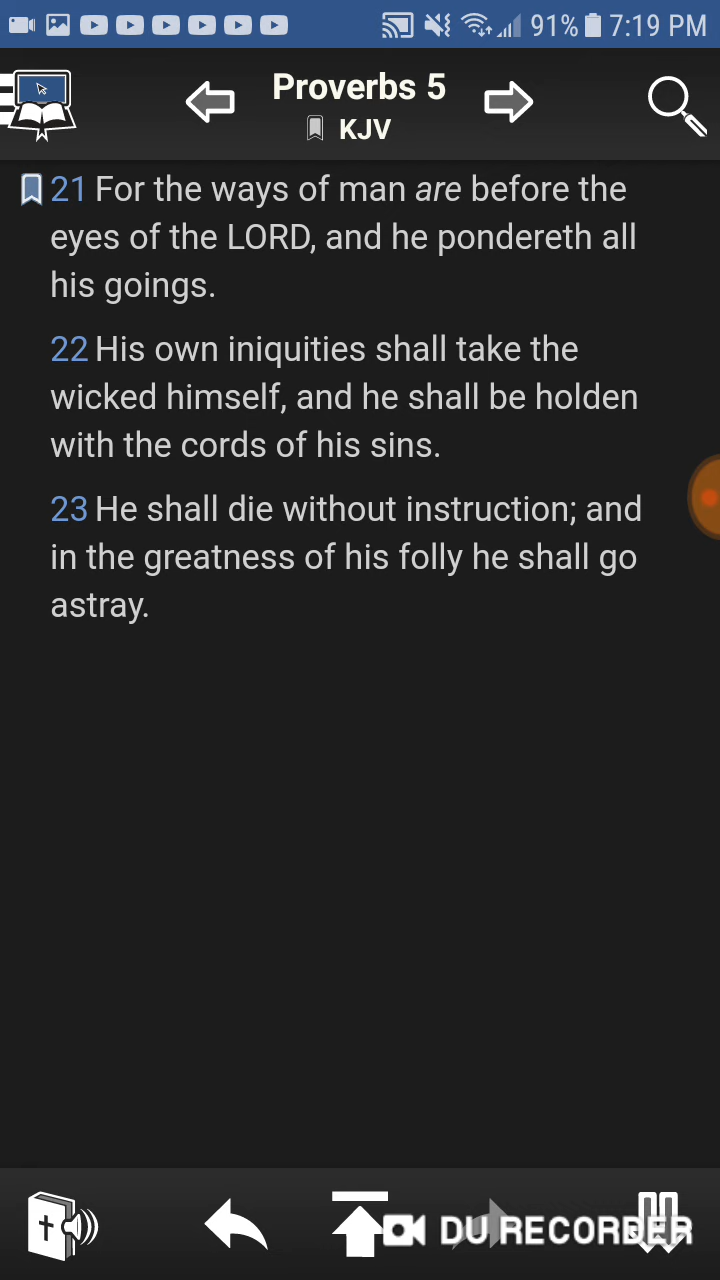 91% 7:19 PM
Proverbs 5
KJV
21 For the ways of man are before the
eyes of the LORD, and he pondereth all
his goings.
22 His own iniquities shall take the
wicked himself, and he shall be holden
with the cords of his sins.
23 He shall die without instruction; and
in the greatness of his folly he shall go
astray.
DU RECORDER